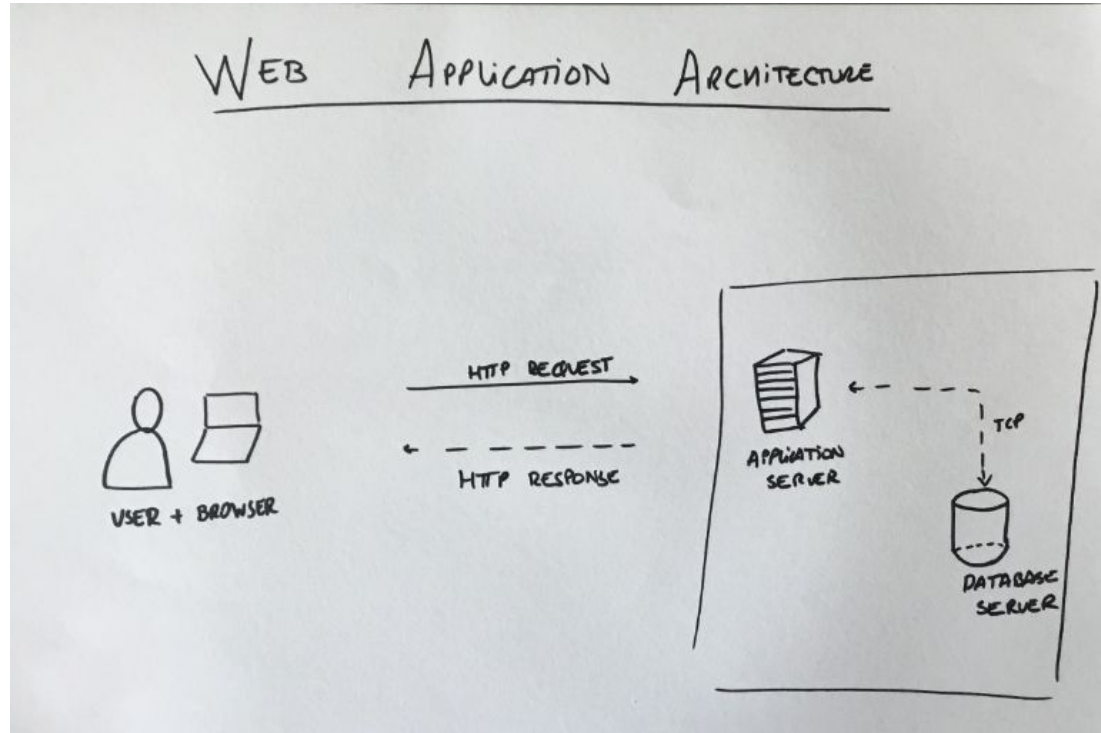 WEB APPLICATION ARCHITECTURE
HTTP REQUEST
HTTP RESPONSE
USER + BROWSER
APPLICATION
SERVER
TCP
DATABASE
SERVER